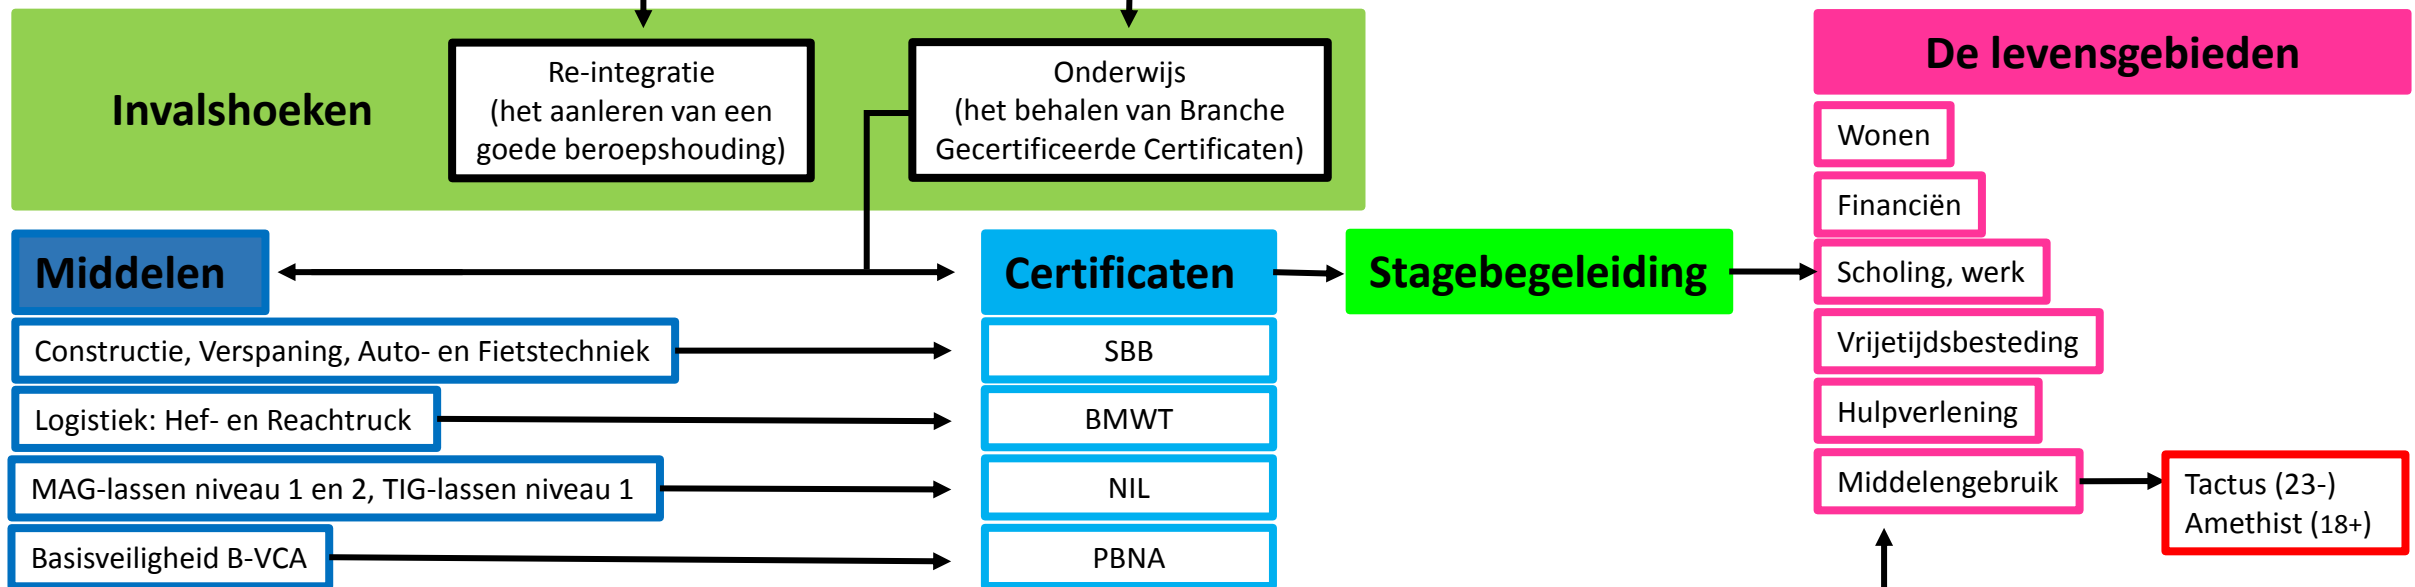 Invalshoeken
Re-integratie
(het aanleren van een
goede beroepshouding)
Onderwijs
(het behalen van Branche
Gecertificeerde Certificaten)
De levensgebieden
Wonen
Financiën
Scholing, werk
Vrijetijdsbesteding
Hulpverlening
Middelengebruik
Tactus (23-)
Amethist (18+)
Middelen
Certificaten
Stagebegeleiding
Constructie, Verspaning, Auto- en Fietstechniek
SBB
Logistiek: Hef- en Reachtruck
BMWT
MAG-lassen niveau 1 en 2, TIG-lassen niveau 1
NIL
Basisveiligheid B-VCA
PBNA